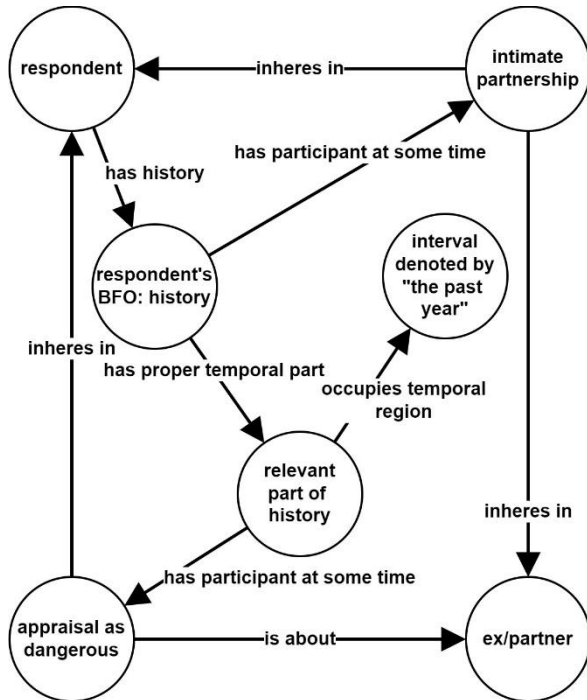 respondent
inheres in
intimate
partnership
has participant at some time
has history
respondent's
BFO: history
interval
denoted by
"the past
year"
inheres in
has proper temporal part
occupies temporal
region
relevant
part of
history
inheres in
has participant at some time
appraisal as
dangerous
is about
ex/partner